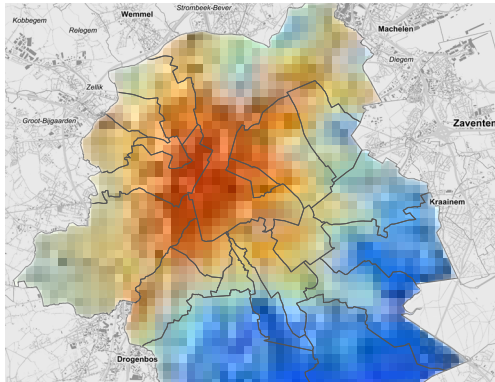 Strombeek-Bever
Wemmel
Kobbegem
Relegem
Machelen
Diegem
Zellik
Groot-Bijgaarden
Zaventem
Kraainem
Drogenbos